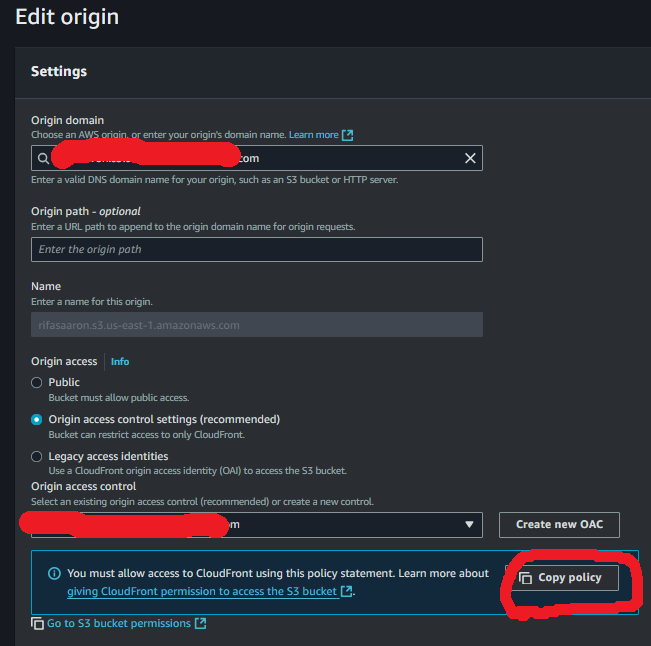 Edit origin
Settings
Origin domain
Choose an AWS origin, or enter your origin's domain name. Learn more
com
Enter a valid DNS domain name for your origin, such as an S3 bucket or HTTP server.
Origin path - optional
Enter a URL path to append to the origin domain name for origin requests.
Enter the origin path
Name
Enter a name for this origin.
rifasaaron.s3.us-east-1.amazonaws.com
Origin access Info
Public
Bucket must allow public access.
Origin access control settings (recommended)
Bucket can restrict access to only CloudFront.
Legacy access identities
Use a CloudFront origin access identity (OAI) to access the S3 bucket.
Origin access control
Select an existing origin access control (recommended) or create a new control.
Create new OAC
You must allow access to CloudFront using this policy statement. Learn more about
giving CloudFront permission to access the S3 bucket.
Copy policy
Go to S3 bucket permissions